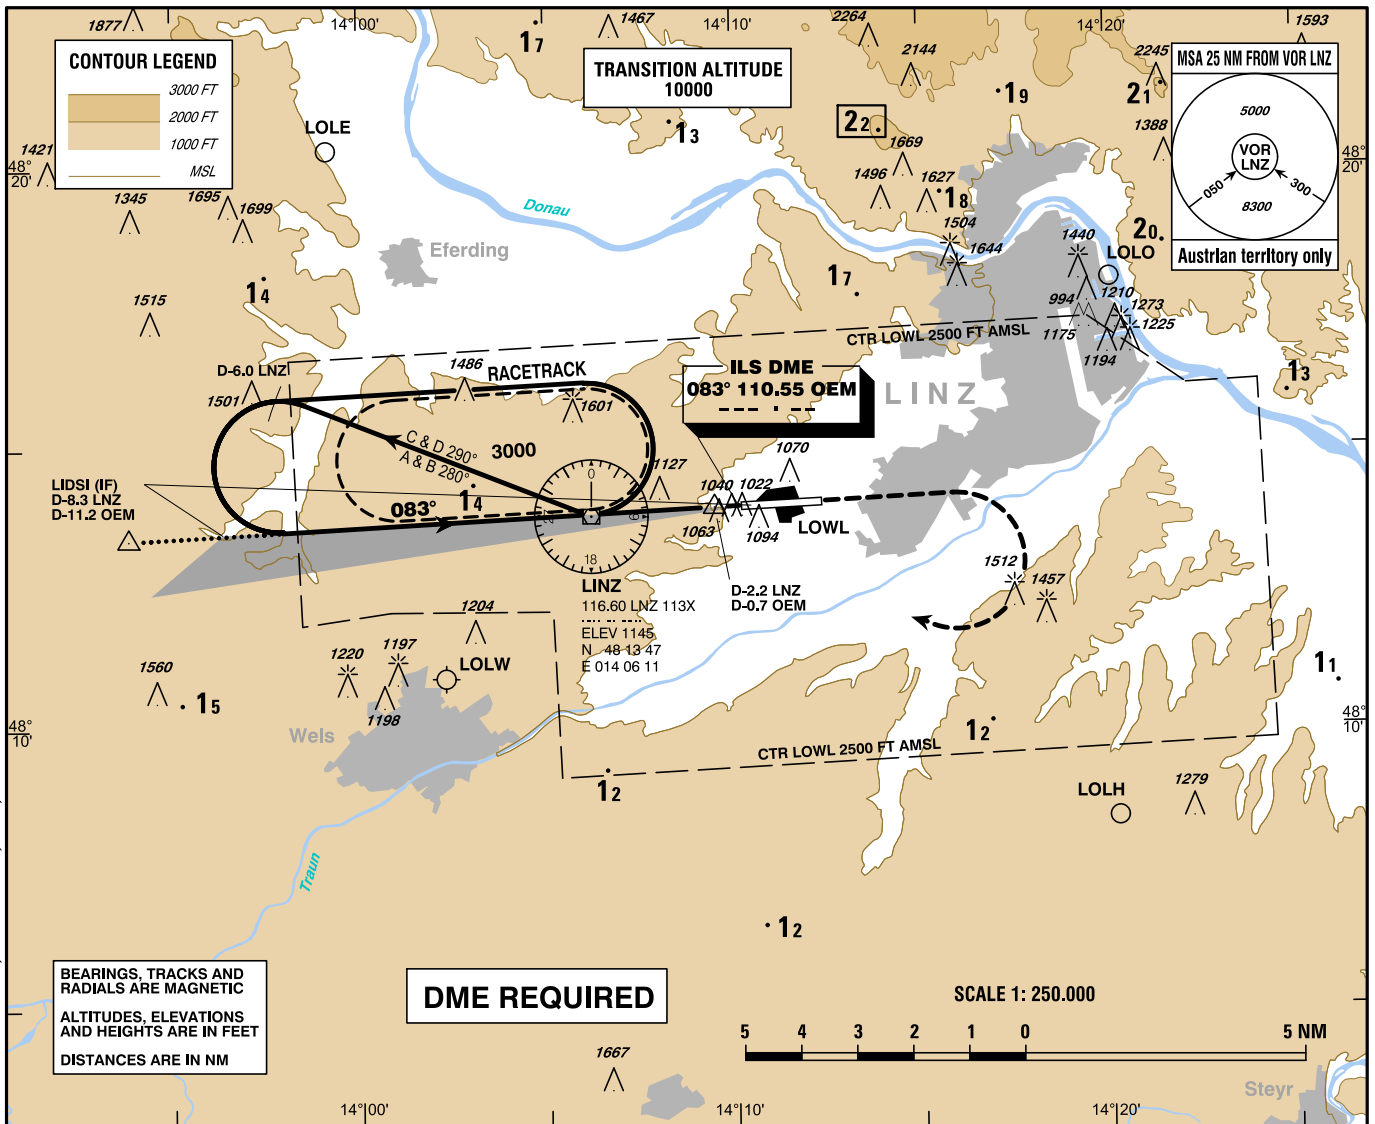 1877
14°00'
17
1467
14°10'
2264
14°20'
1593
CONTOUR LEGEND
3000 FT
2000 FT
1000 FT
MSL
TRANSITION ALTITUDE
10000
2144
2245
MSA 25 NM FROM VOR LNZ
5000
VOR
LNZ
050
300
8300
Austrian territory only
19
21
LOLE
13
22
1388
1421
48°
20'
48°
20'
1669
1345
1695
1699
1496
1627
18
Donau
1504
1644
20
1440
LOLO
Eferding
14
17
1515
994
1210
1273
1225
1175
1194
CTR LOWL 2500 FT AMSL
D-6.0 LNZ
1501
1486
RACETRACK
1601
ILS DME
083° 110.55 OEM
LINZ
13
C & D 290°
A & B 280°
3000
1070
LIDSI (IF)
D-8.3 LNZ
D-11.2 OEM
083°
14
0
6
18
1127
1040
1022
1063
1094
LOWL
LINZ
116.60 LNZ 113X
ELEV 1145
N 48 13 47
E 014 06 11
D-2.2 LNZ
D-0.7 OEM
1512
1457
1204
1560
15
1220
1197
1198
LOLW
11
Wels
48°
10'
48°
10'
12
CTR LOWL 2500 FT AMSL
12
LOLH
1279
Traun
12
BEARINGS, TRACKS AND
RADIALS ARE MAGNETIC
ALTITUDES, ELEVATIONS
AND HEIGHTS ARE IN FEET
DISTANCES ARE IN NM
DME REQUIRED
SCALE 1: 250.000
5 4 3 2 1 0 5 NM
1667
Steyr
14°00'
14°10'
14°20'